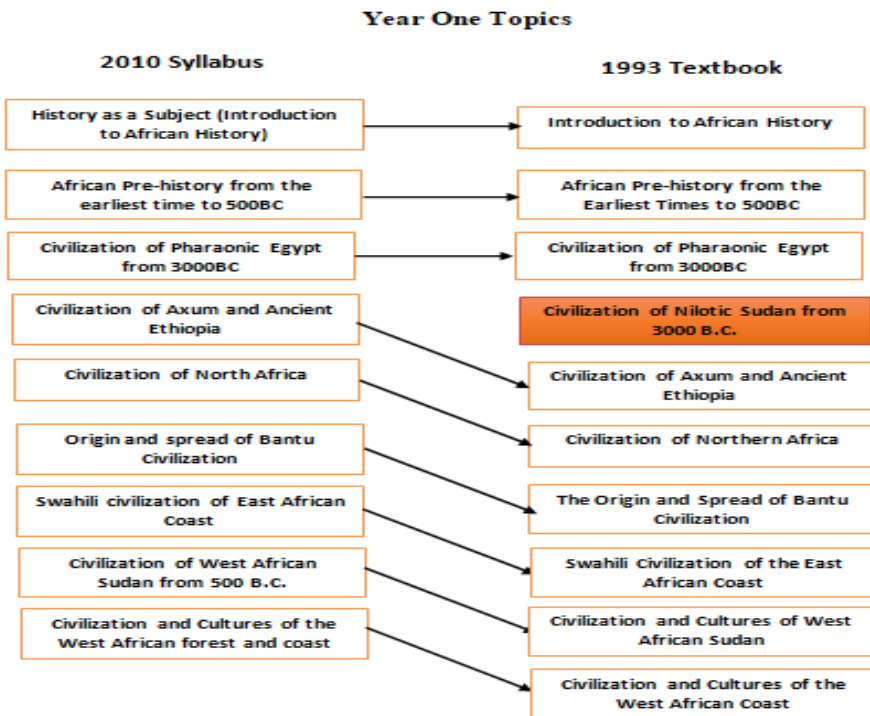 Year One Topics
2010 Syllabus
History as a Subject (Introduction
to African History)
African Pre-history from the
earliest time to 500BC
Civilization of Pharaonic Egypt
from 3000BC
Civilization of Axum and Ancient
Ethiopia
Civilization of North Africa
Origin and spread of Bantu
Civilization
Swahili civilization of East African
Coast
Civilization of West African
Sudan from 500 B.C.
Civilization and Cultures of the
West African forest and coast
1993 Textbook
Introduction to African History
African Pre-history from the
Earliest Times to 500BC
Civilization of Pharaonic Egypt
from 3000BC
Civilization of Nilotic Sudan from
3000 B.C.
Civilization of Axum and Ancient
Ethiopia
Civilization of Northern Africa
The Origin and Spread of Bantu
Civilization
Swahili Civilization of the East
African Coast
Civilization and Cultures of West
African Sudan
Civilization and Cultures of the
West African Coast